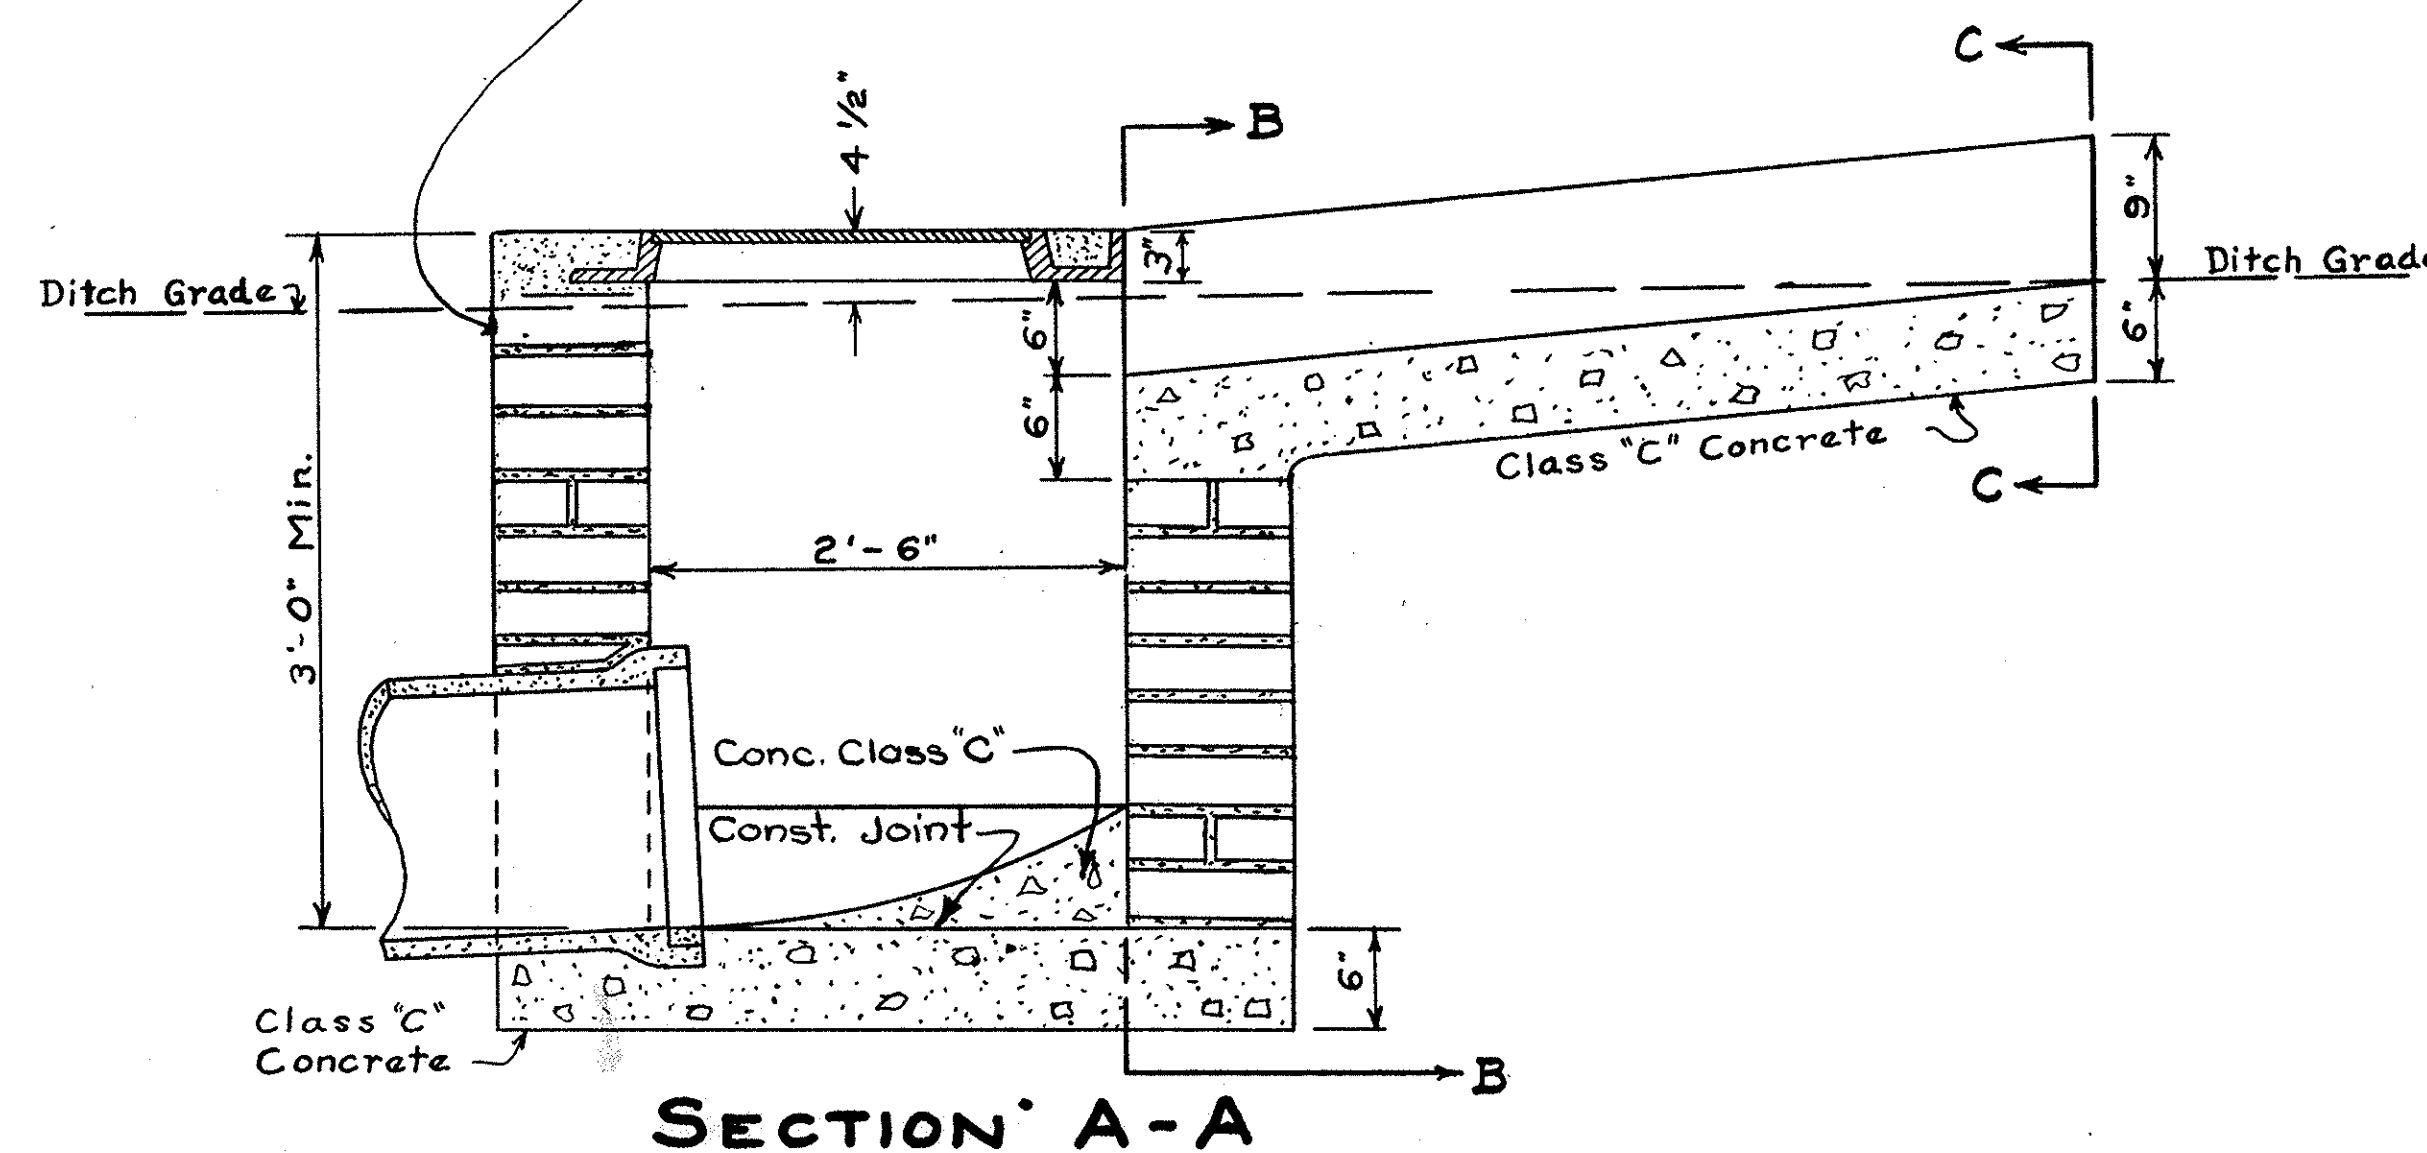 C
4 1/2"
B
9"
3"
Ditch Grade
Ditch Grade
6"
6"
6"
Class "C" Concrete
C
2'-6"
3'-0" Min.
Conc. Class "C"
Const. Joint
6"
Class "C"
Concrete
B
SECTION A-A